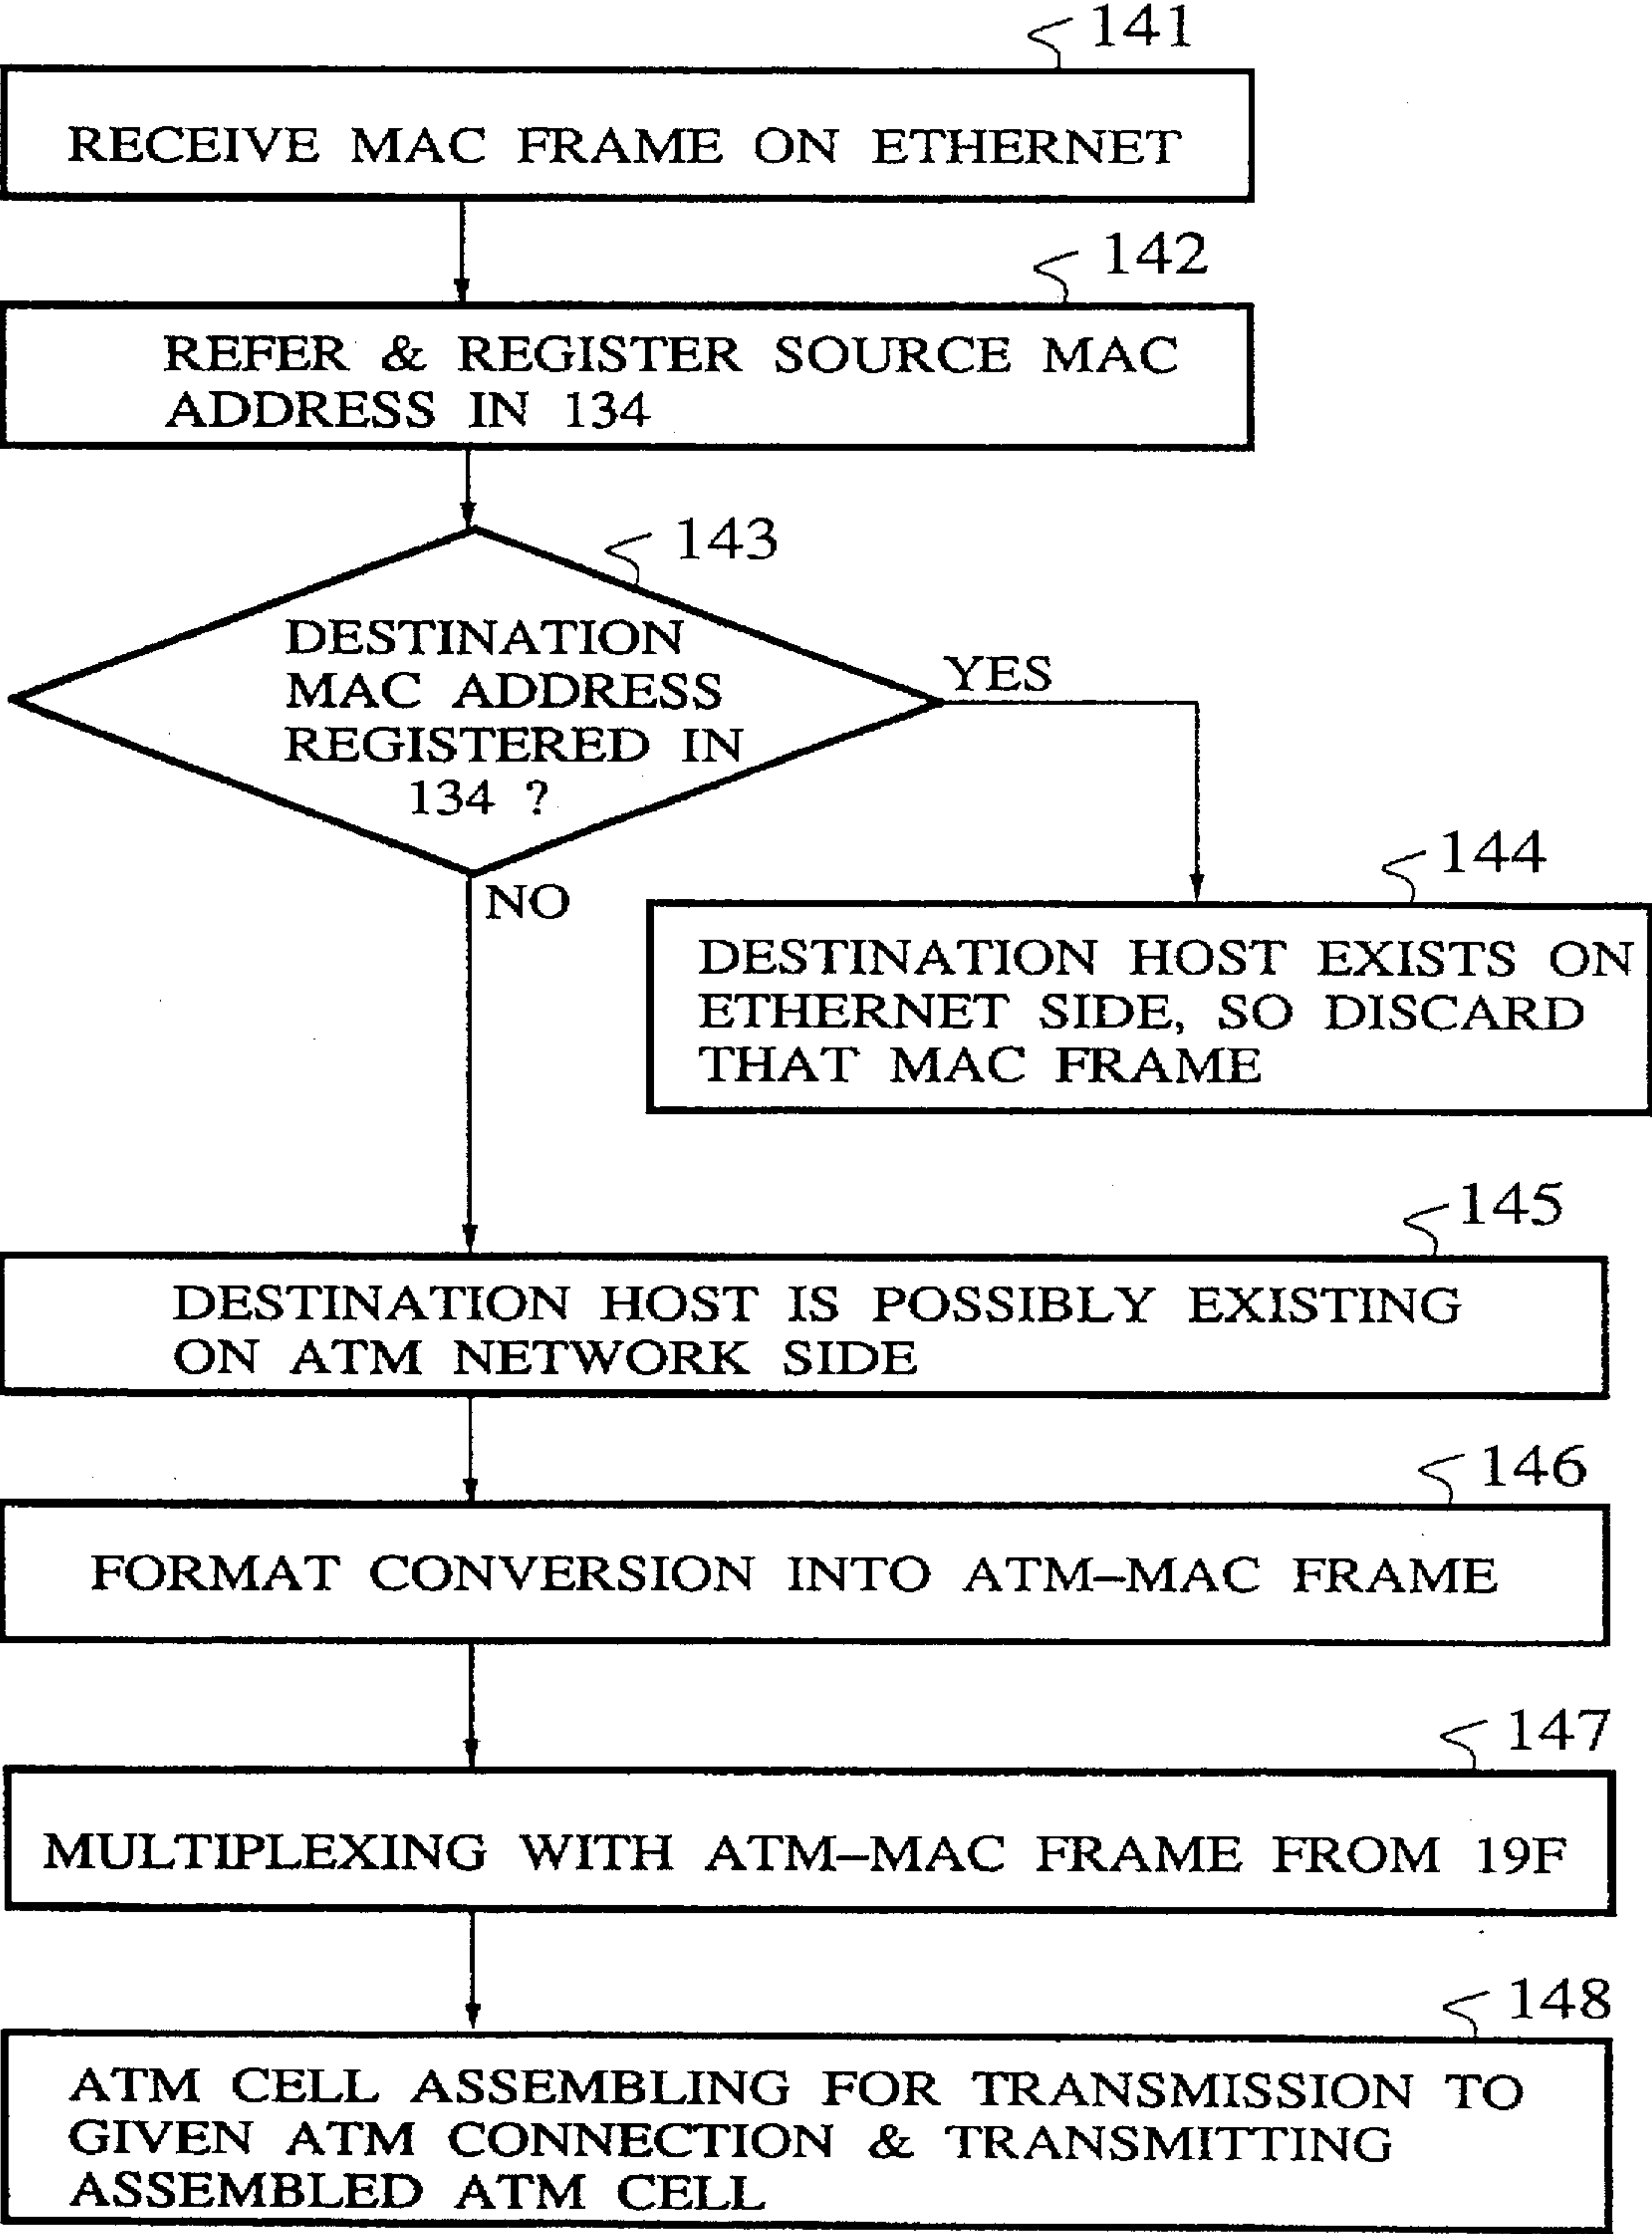 141
RECEIVE MAC FRAME ON ETHERNET
142
REFER & REGISTER SOURCE MAC
ADDRESS IN 134
143
DESTINATION
MAC ADDRESS
REGISTERED IN
134 ?
YES
NO
144
DESTINATION HOST EXISTS ON
ETHERNET SIDE, SO DISCARD
THAT MAC FRAME
145
DESTINATION HOST IS POSSIBLY EXISTING
ON ATM NETWORK SIDE
146
FORMAT CONVERSION INTO ATM–MAC FRAME
147
MULTIPLEXING WITH ATM–MAC FRAME FROM 19F
148
ATM CELL ASSEMBLING FOR TRANSMISSION TO
GIVEN ATM CONNECTION & TRANSMITTING
ASSEMBLED ATM CELL